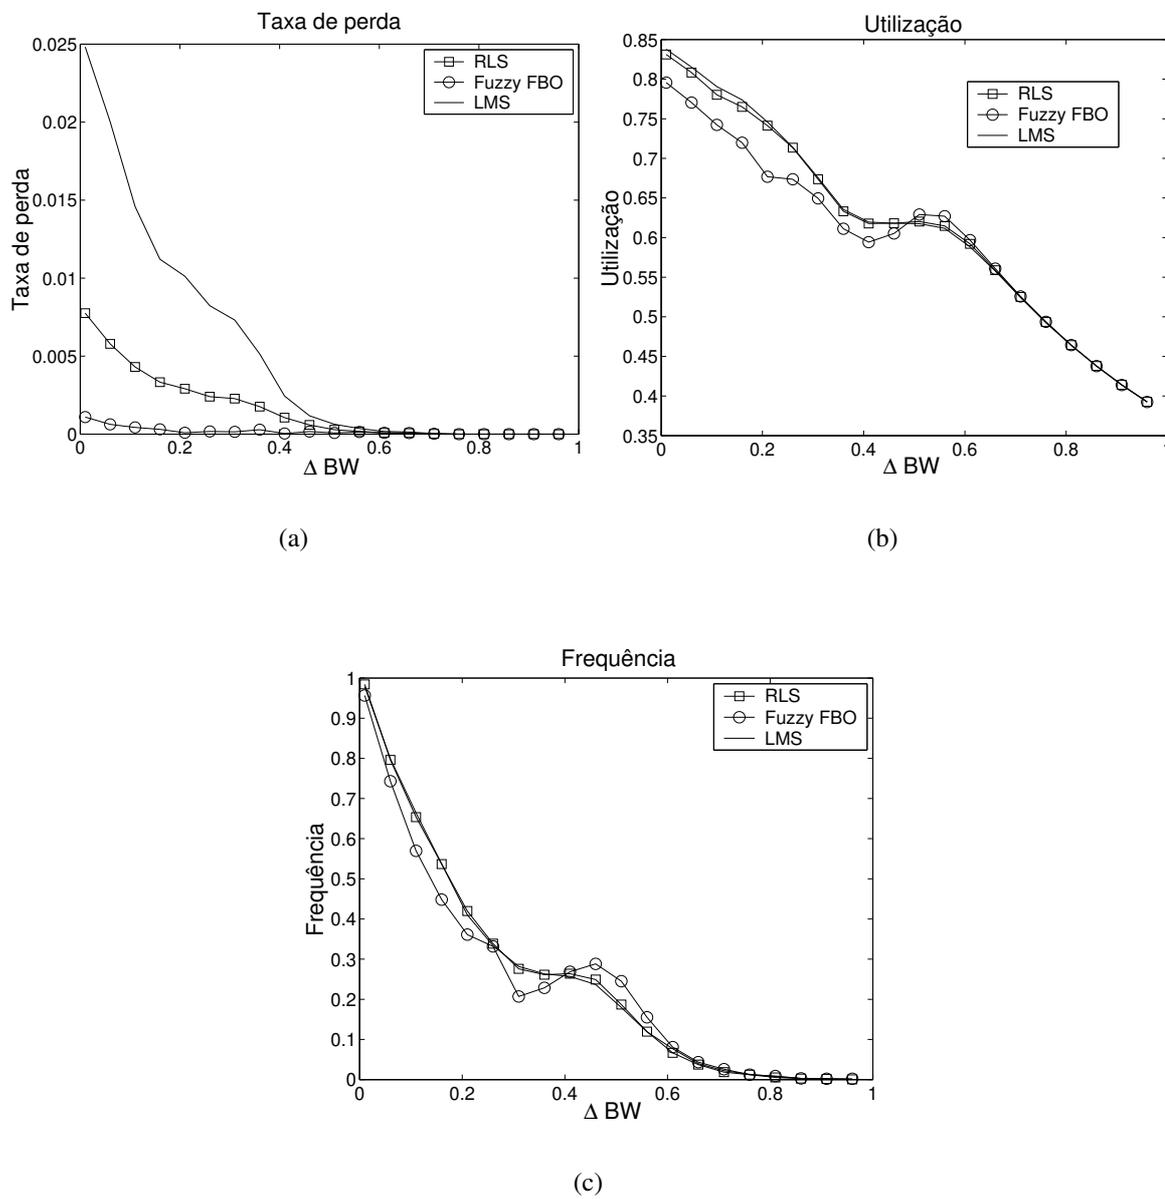 Taxa de perda
0.025
0.02
0.015
0.01
0.005
0
Taxa de perda
RLS
Fuzzy FBO
LMS
0.2
0.4
0.6
0.8
1
Δ BW
(a)
Utilização
0.85
0.8
0.75
0.7
0.65
0.6
0.55
0.5
0.45
0.4
0.35
Utilização
RLS
Fuzzy FBO
LMS
0
0.2
0.4
0.6
0.8
Δ BW
(b)
Frequência
1
0.9
0.8
0.7
0.6
0.5
0.4
0.3
0.2
0.1
0
Frequência
RLS
Fuzzy FBO
LMS
0
0.2
0.4
0.6
0.8
1
Δ BW
(c)